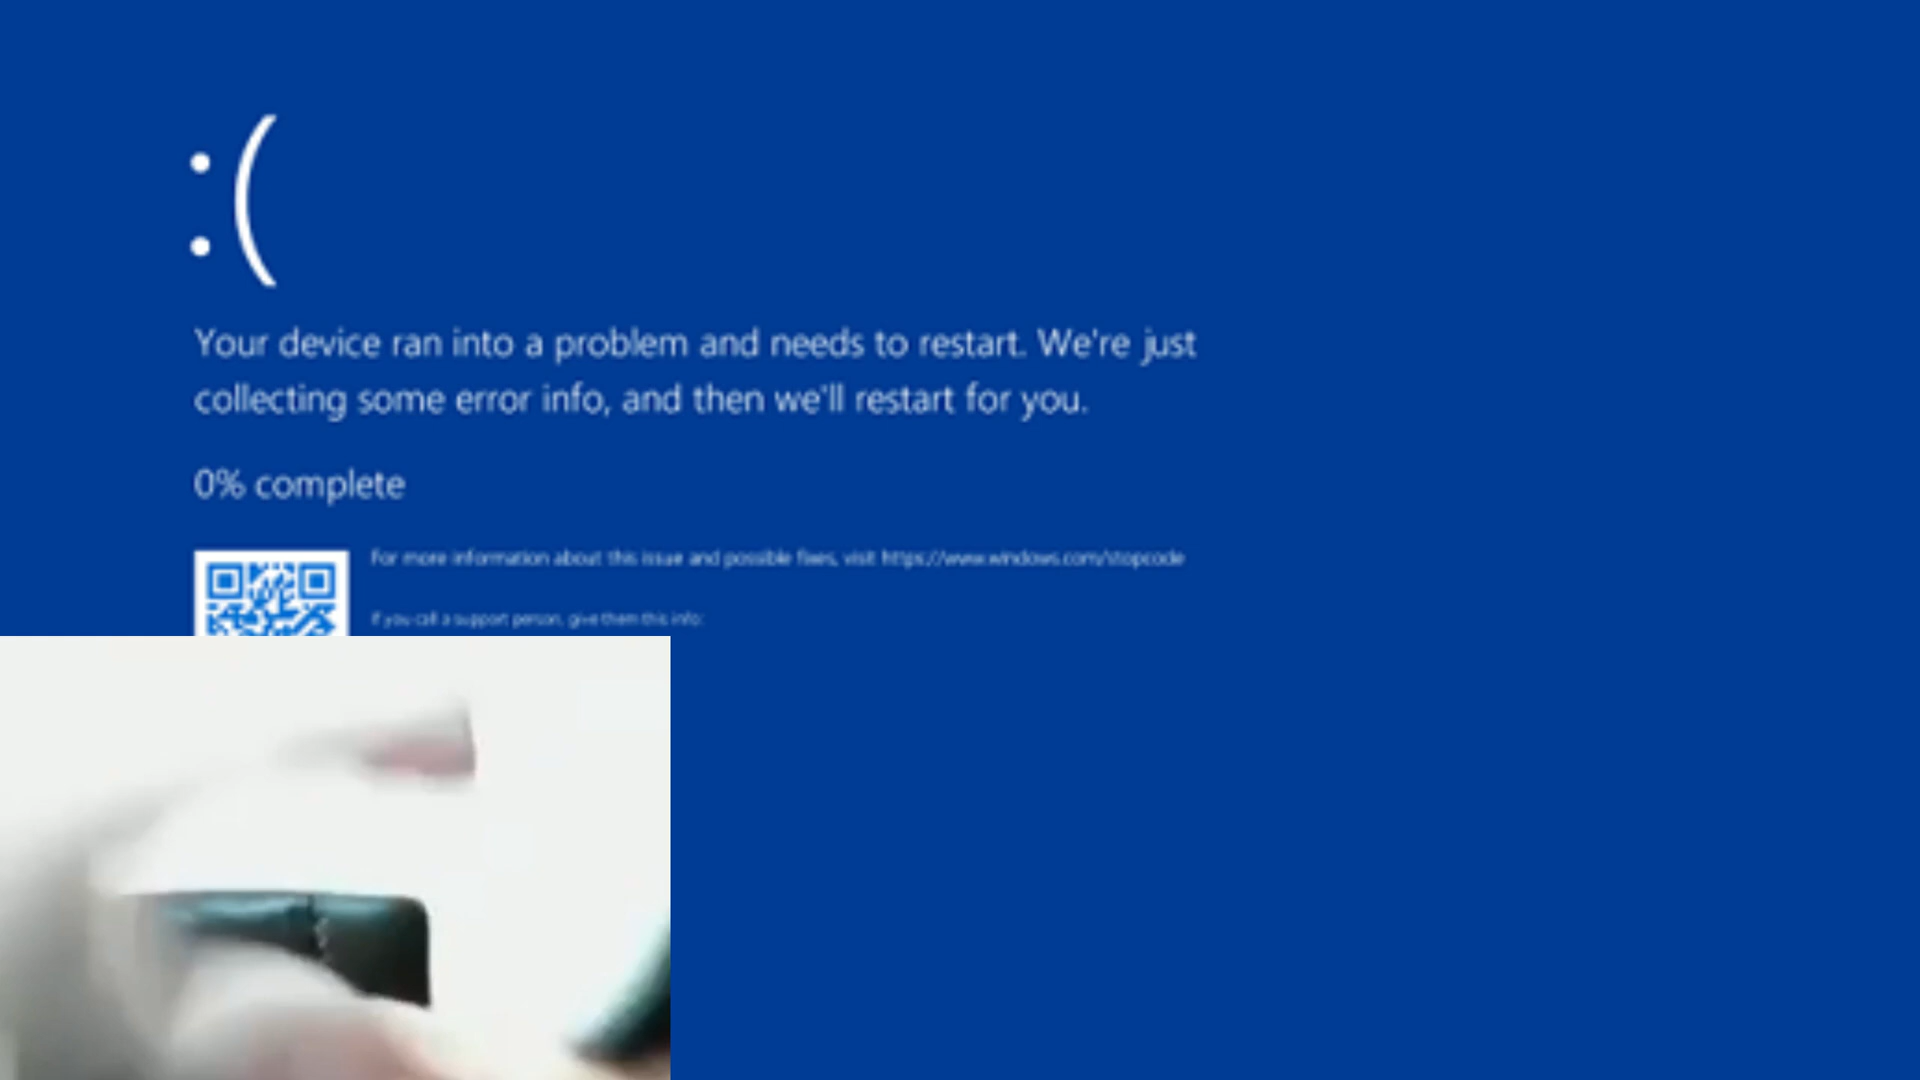 :(
Your device ran into a problem and needs to restart. We're just
collecting some error info, and then we'll restart for you.
0% complete
For more information about this issue and possible fixes, visit https://www.windows.com/stopcode
If you call a support person, give them this info: